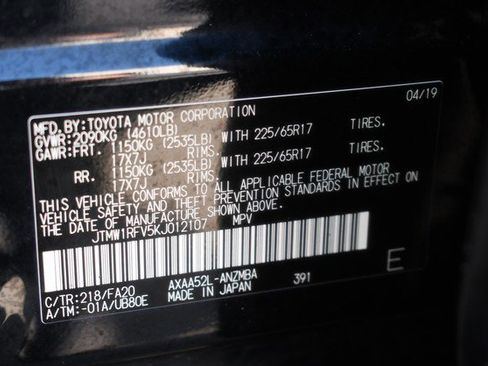 04/19
MFD.BY:TOYOTA MOTOR CORPORATION
GVWR:2090KG (4610LB)
GAWR:FRT. 1150KG (2535LB) WITH 225/65R17 TIRES,
17X7J RIMS
RR. 1150KG (2535LB) WITH 225/65R17 TIRES,
17X7J RIMS
THIS VEHICLE CONFORMS TO ALL APPLICABLE FEDERAL MOTOR
VEHICLE SAFETY AND THEFT PREVENTION STANDARDS IN EFFECT ON
THE DATE OF MANUFACTURE SHOWN ABOVE.
JTMW1RFV5KJ012107 MPV
C/TR:218/FA20 AXAA52L-ANZMBA 391
A/TM:-01A/UB80E MADE IN JAPAN E